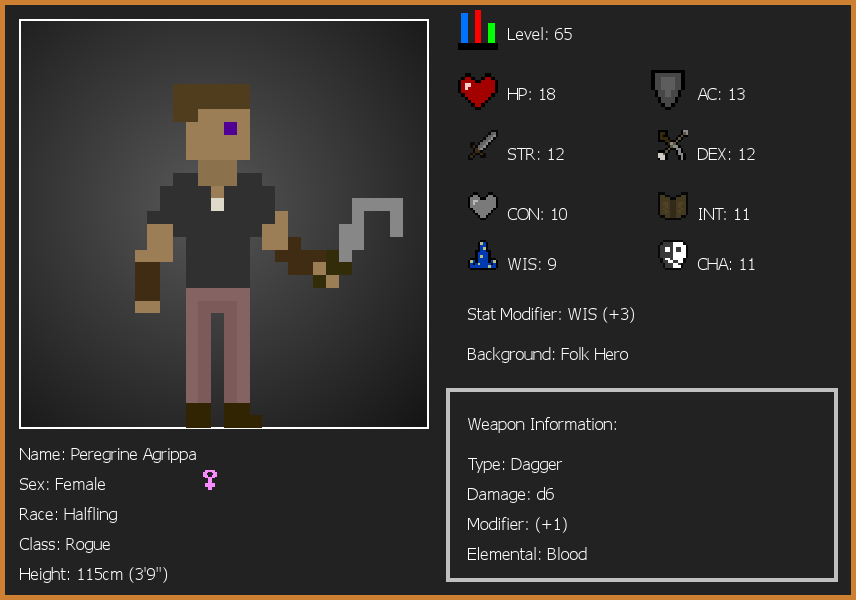 Level: 65
HP: 18
AC: 13
STR: 12
DEX: 12
CON: 10
INT: 11
WIS: 9
CHA: 11
Stat Modifier: WIS (+3)
Background: Folk Hero
Weapon Information:
Type: Dagger
Damage: d6
Modifier: (+1)
Elemental: Blood
Name: Peregrine Agrippa
Sex: Female
Race: Halfling
Class: Rogue
Height: 115cm (3'9")